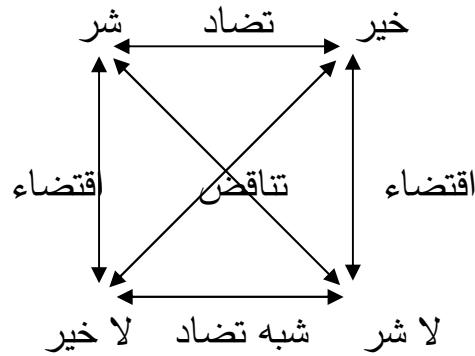 خير تضاد شر
اقتضاء تناقض اقتضاء
لا شر شبه تضاد لا خير